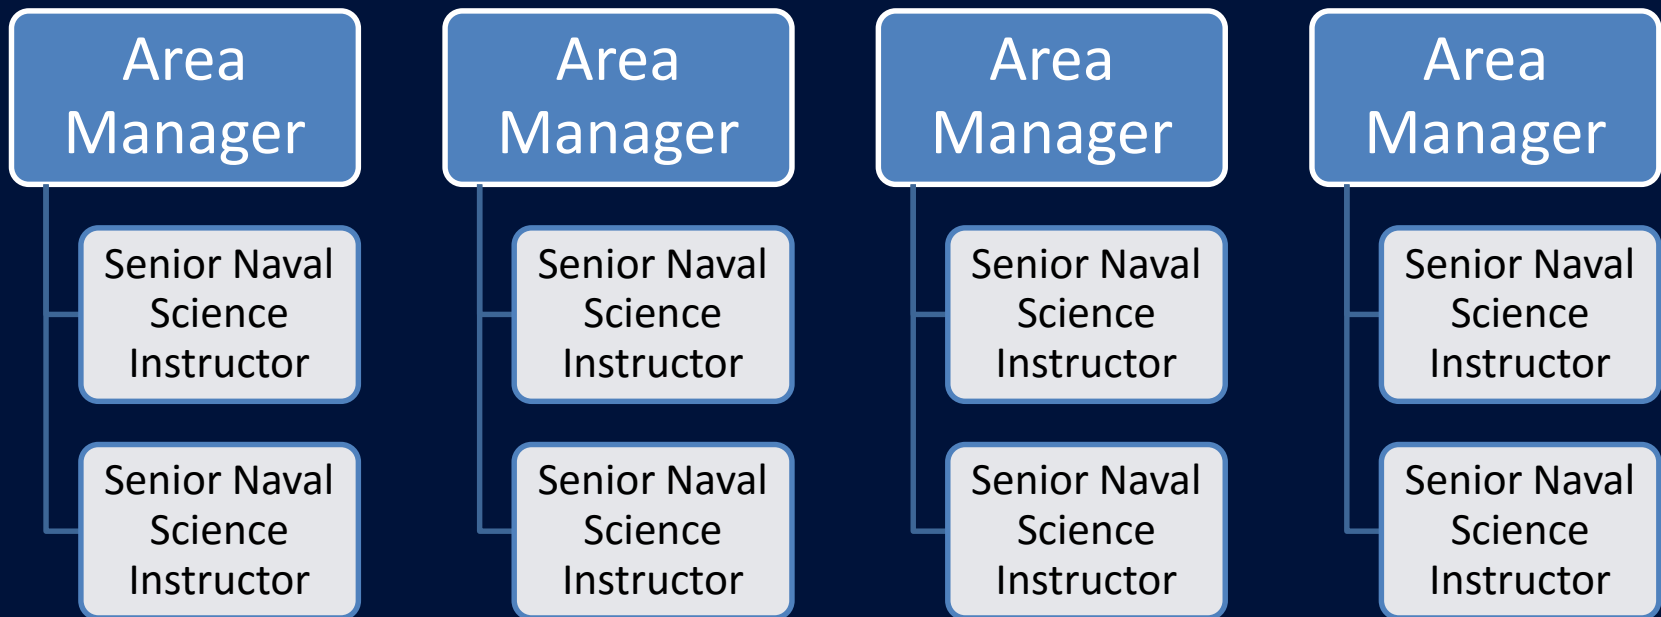 Area
Manager
Senior Naval
Science
Instructor
Senior Naval
Science
Instructor
Area
Manager
Senior Naval
Science
Instructor
Senior Naval
Science
Instructor
Area
Manager
Senior Naval
Science
Instructor
Senior Naval
Science
Instructor
Area
Manager
Senior Naval
Science
Instructor
Senior Naval
Science
Instructor